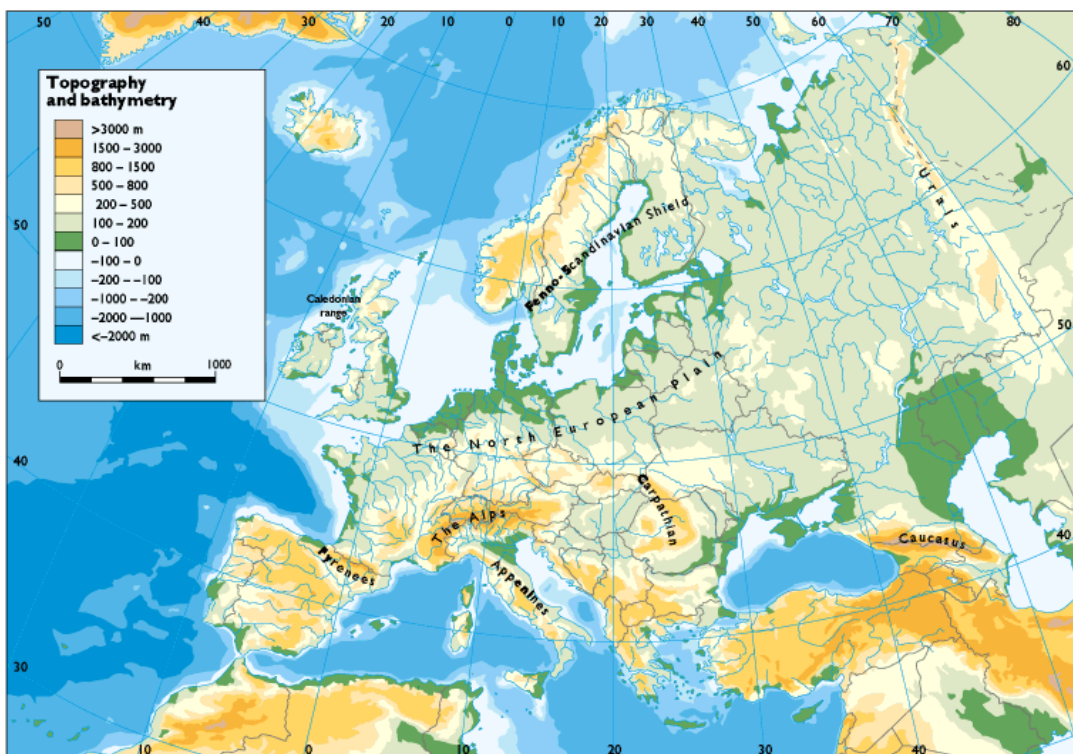 50 40 30 20 10 0 10 20 30 40 50 60 70 80
Topography
and bathymetry
>3000 m
1500 – 3000
800 – 1500
500 – 800
200 – 500
100 – 200
0 – 100
–100 – 0
–200 – –100
–1000 – –200
–2000 —1000
<–2000 m
0 km 1000
60
50
40
50
40
30
Urals
Fenno-Scandinavian Shield
Caledonian
range
The North European Plain
Carpathian
The Alps
Caucasus
Pyrenees
Appenines
10 0 10 20 30 40